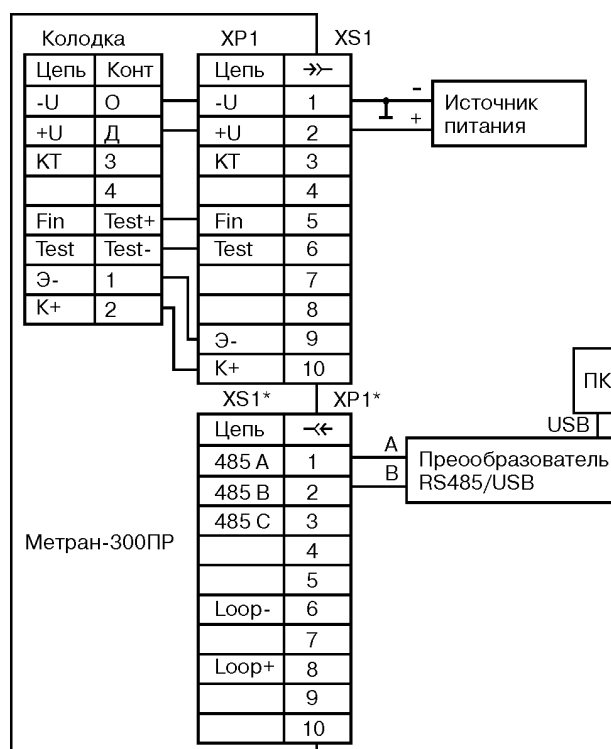 Колодка XP1 XS1
Цепь Конт Цепь
-U О -U 1 - Источник
+U Д +U 2 + питания
КТ 3 КТ 3
4 4
Fin Test+ Fin 5
Test Test- Test 6
Э- 1 7
К+ 2 8
Э- 9
К+ 10
ПК
XS1* XP1*
USB
Цепь
485 A 1 A Преообразователь
485 B 2 B RS485/USB
485 C 3
Метран-300ПР 4
5
Loop- 6
7
Loop+ 8
9
10